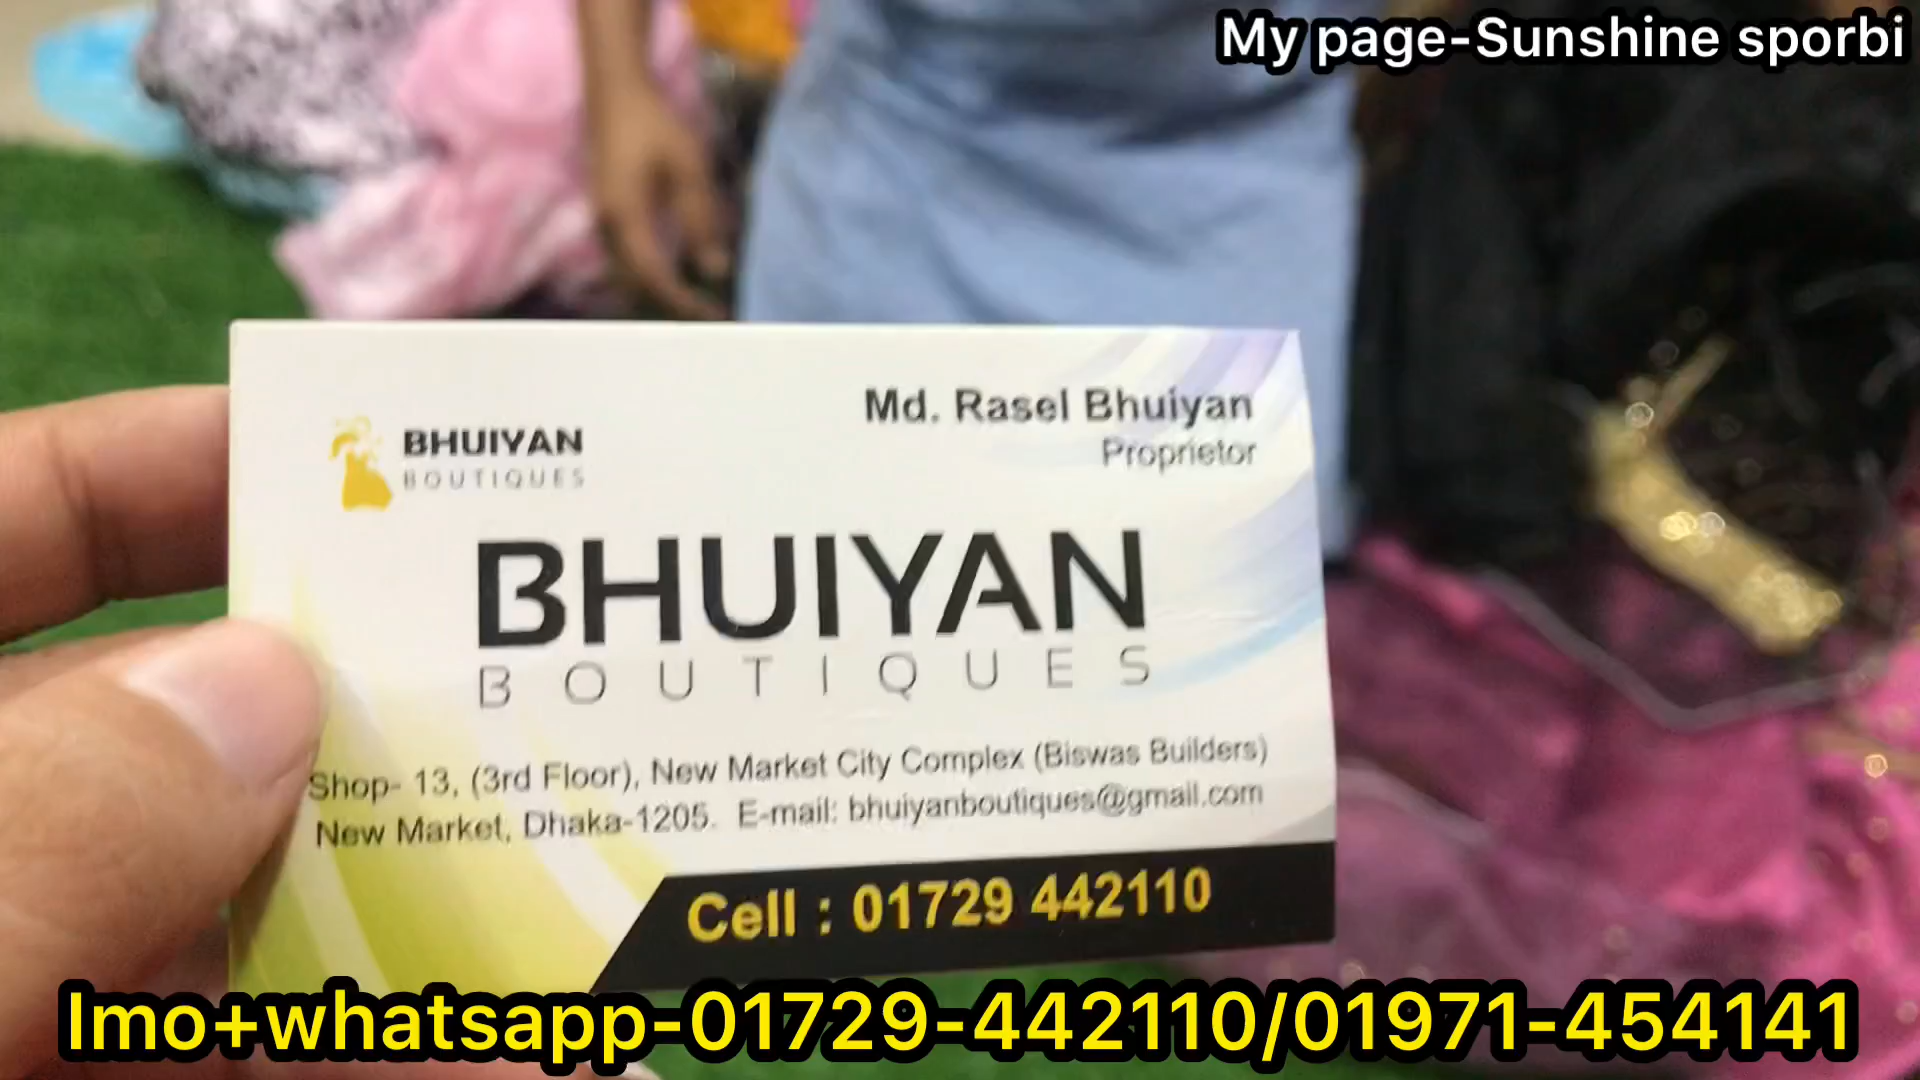 My page-Sunshine sporbi
Md. Rasel Bhuiyan
Proprietor
BHUIYAN
BOUTIQUES
BHUIYAN
BOUTIQUES
Shop- 13, (3rd Floor), New Market City Complex (Biswas Builders)
New Market, Dhaka-1205. E-mail: bhuiyanboutiques@gmail.com
Cell : 01729 442110
Imo+whatsapp-01729-442110/01971-454141